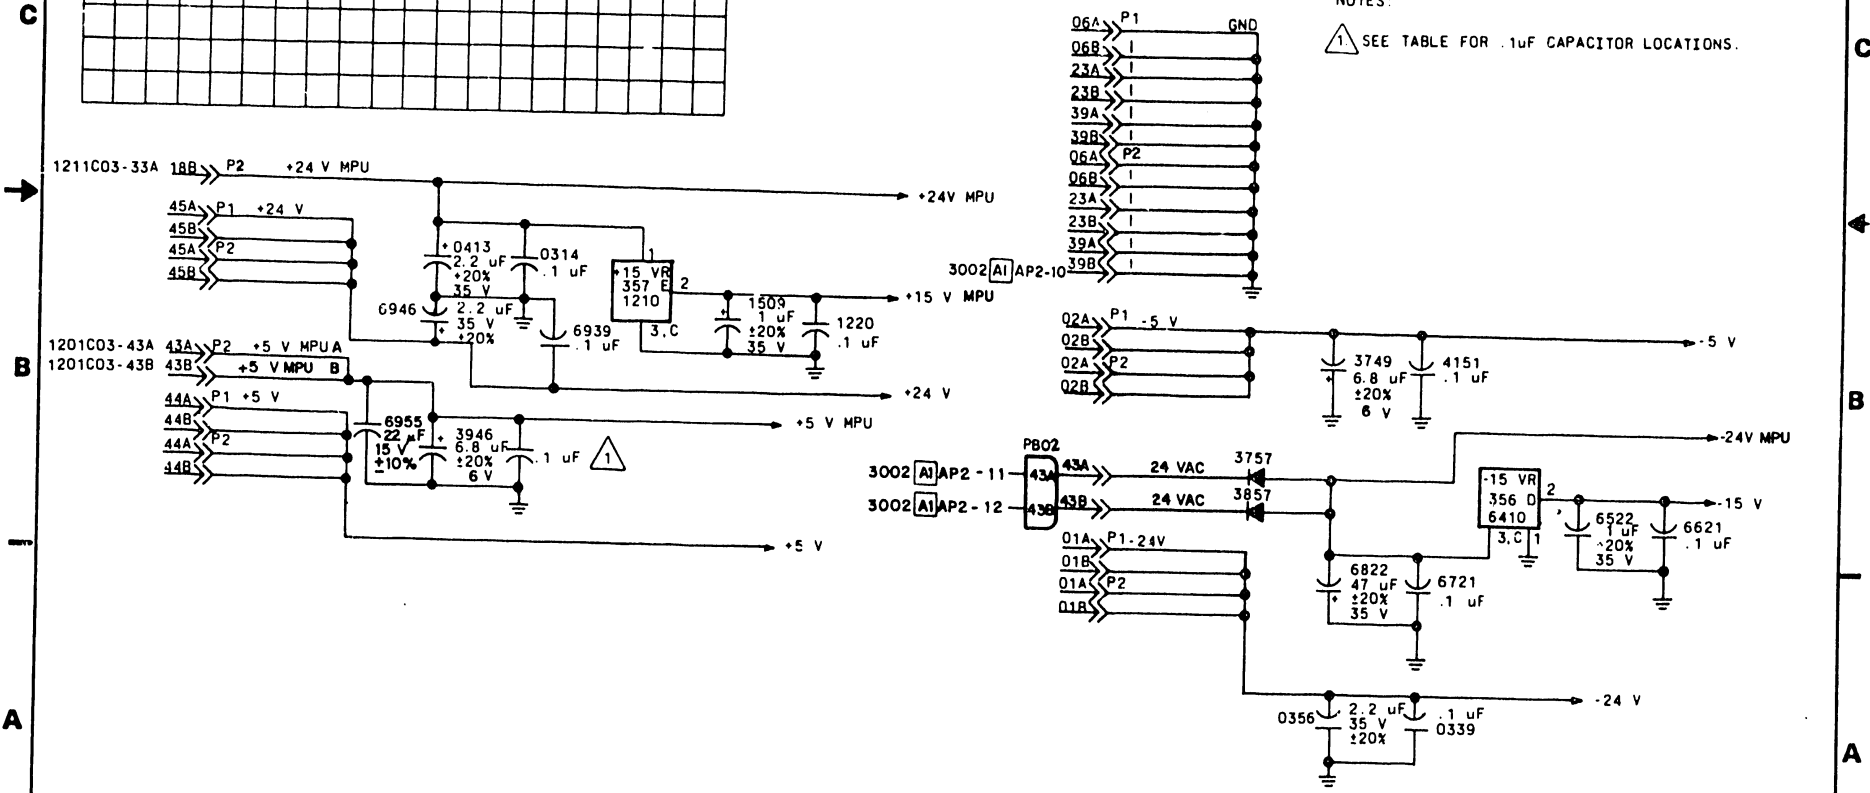 C
NOTES:
C
1. SEE TABLE FOR .1uF CAPACITOR LOCATIONS.
06A P1 GND
06B
23A
23B
39A
39B
06A P2
06B
23A
23B
39A
3002 A1 AP2-10 39B
1211C03-33A 18B P2 +24 V MPU
+24V MPU
45A P1 +24 V
45B
45A P2
45B
+ 0413
2.2 uF
+20%
35 V
0314
.1 uF
1
+15 VR
357 E
1210
2
3,C
+15 V MPU
6946
2.2 uF
35 V
+20%
+
6939
.1 uF
+
1509
1 uF
±20%
35 V
1220
.1 uF
1201C03-43A 43A P2 +5 V MPU A
1201C03-43B 43B +5 V MPU B
+24 V
B
B
44A P1 +5 V
44B
44A P2
44B
6955
22 µF
15 V
±10%
+
3946
6.8 uF
±20%
6 V
.1 uF
1
+5 V MPU
+5 V
02A P1 -5 V
02B
02A P2
02B
-5 V
3749
6.8 uF
±20%
6 V
+
4151
.1 uF
PB02
3002 A1 AP2-11 43A 43A 24 VAC 3757
3002 A1 AP2-12 43B 43B 24 VAC 3857
-24V MPU
-15 VR
356 D
6410
2
3,C 1
-15 V
6522
1 uF
20%
35 V
6621
.1 uF
01A P1 -24V
01B
01A P2
01B
6822
47 uF
±20%
35 V
+
6721
.1 uF
-24 V
0356
2.2 uF
35 V
±20%
.1 uF
0339
A
A